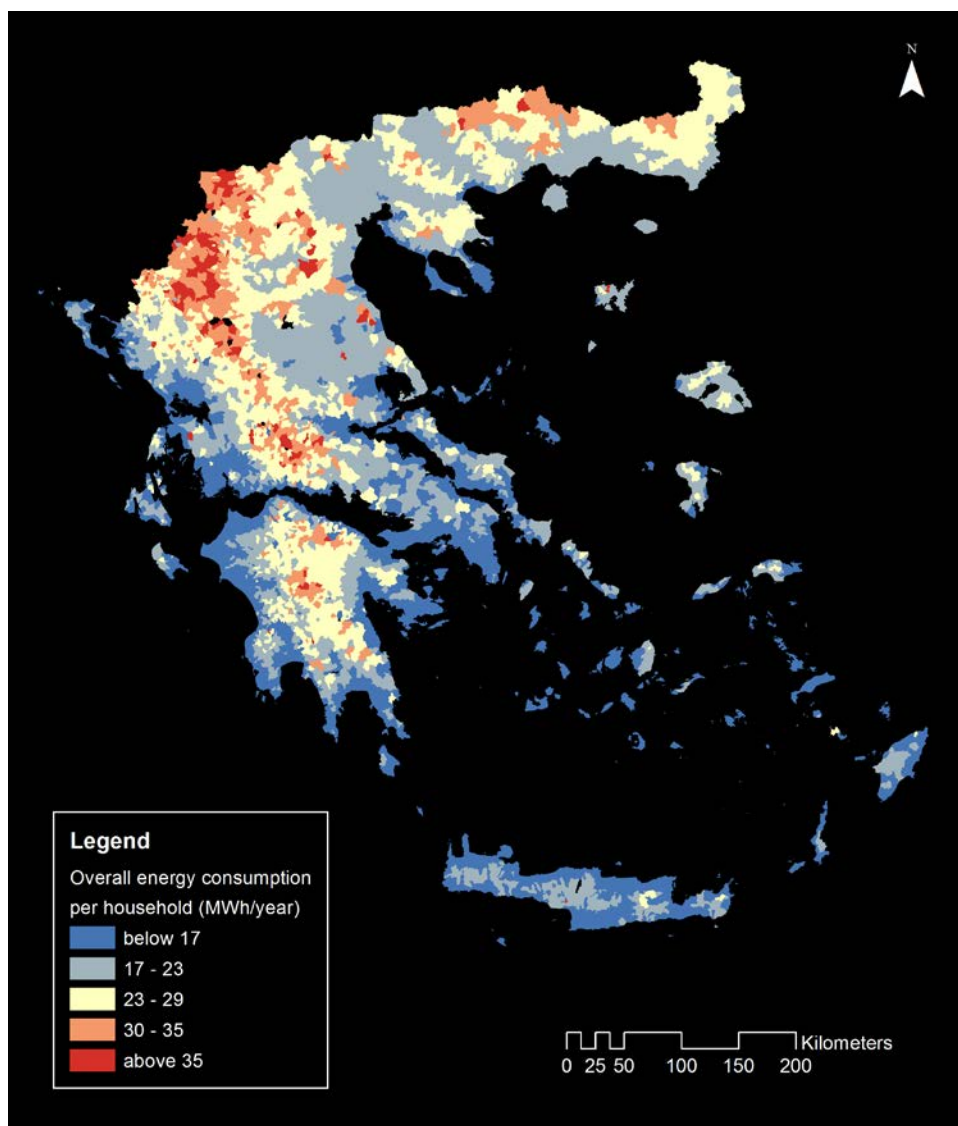 N
Legend
Overall energy consumption
per household (MWh/year)
below 17
17 - 23
23 - 29
30 - 35
above 35
Kilometers
0 25 50 100 150 200